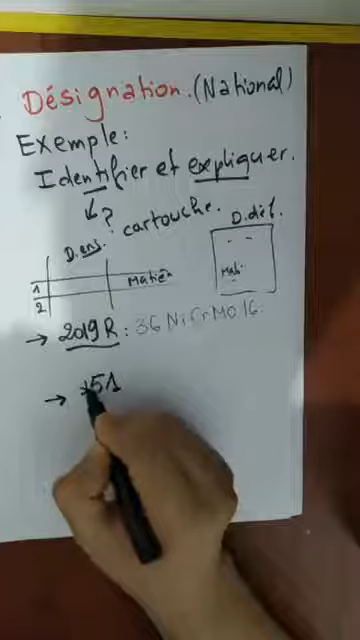 Désignation. (National)
Exemple:
Identifier et expliquer.
?
cartouche.
D.ens.
D. déf.
Matière
Mat.
1
2
→ 2019 R : 36 Ni Cr Mo 16.
→ 51